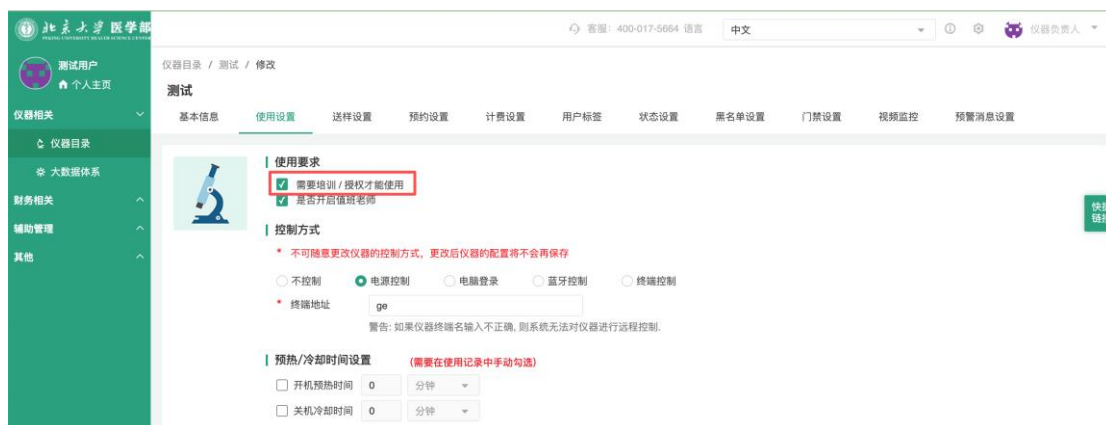 北京大学 医学部
PEKING UNIVERSITY HEALTH SCIENCE CENTER
客服：400-017-5664 语言 中文 仪器负责人
测试用户
个人主页
仪器相关
仪器目录
大数据体系
财务相关
辅助管理
其他
仪器目录 / 测试 / 修改
测试
基本信息 使用设置 送样设置 预约设置 计费设置 用户标签 状态设置 黑名单设置 门禁设置 视频监控 预警消息设置
使用要求
需要培训 / 授权才能使用
是否开启值班老师
控制方式
* 不可随意更改仪器的控制方式，更改后仪器的配置将不会再保存
不控制 电源控制 电脑登录 蓝牙控制 终端控制
* 终端地址 ge
警告: 如果仪器终端名输入不正确, 则系统无法对仪器进行远程控制.
预热/冷却时间设置 (需要在使用记录中手动勾选)
开机预热时间 0 分钟
关机冷却时间 0 分钟
快捷
链接